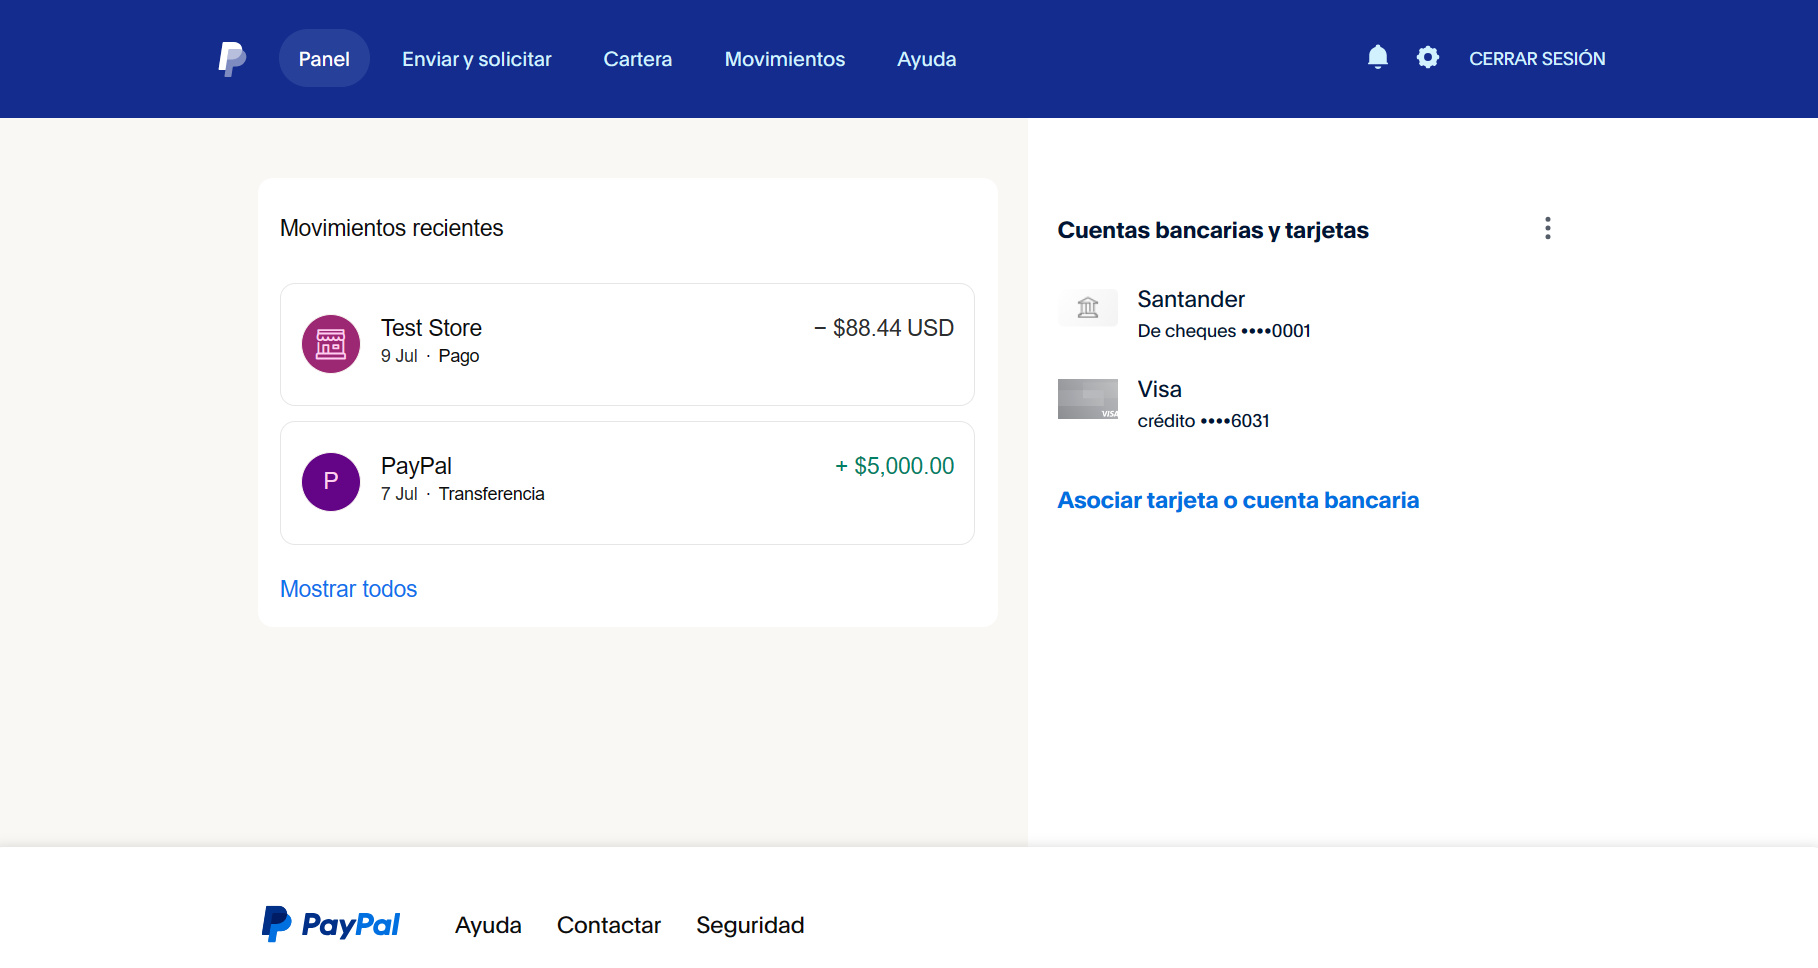 Panel
Enviar y solicitar
Cartera
Movimientos
Ayuda
CERRAR SESIÓN
Movimientos recientes
Test Store
− $88.44 USD
9 Jul · Pago
P
PayPal
+ $5,000.00
7 Jul · Transferencia
Mostrar todos
Cuentas bancarias y tarjetas
Santander
De cheques ••••0001
VISA
Visa
crédito ••••6031
Asociar tarjeta o cuenta bancaria
PayPal
Ayuda
Contactar
Seguridad